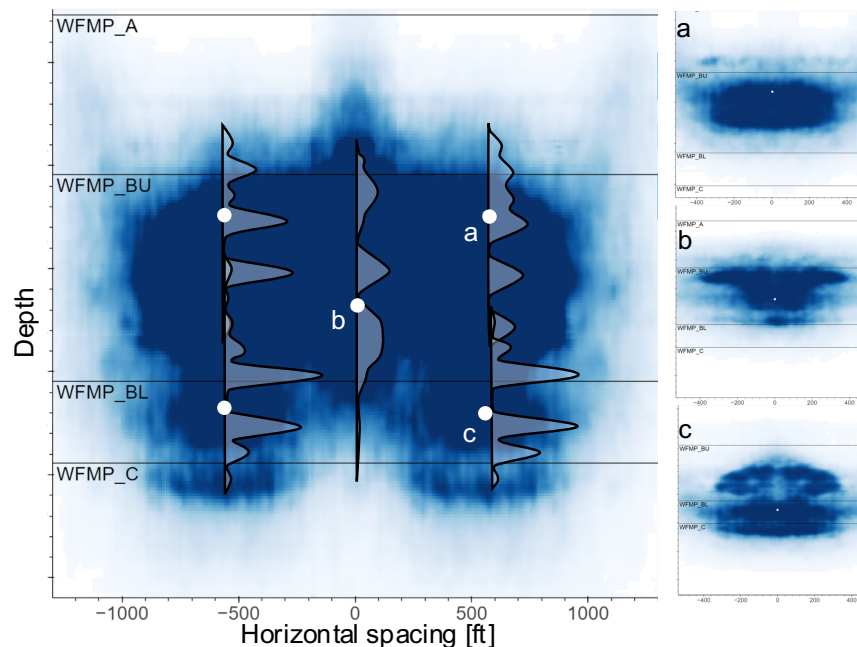 WFMP_A
WFMP_BU
a
b
WFMP_BL
c
WFMP_C
Depth
−1000
−500
0
500
1000
Horizontal spacing [ft]
a
WFMP_BU
WFMP_BL
WFMP_C
−400
−200
0
200
400
b
WFMP_A
WFMP_BU
WFMP_BL
WFMP_C
−400
−200
0
200
400
c
WFMP_BU
WFMP_BL
WFMP_C
−400
−200
0
200
400